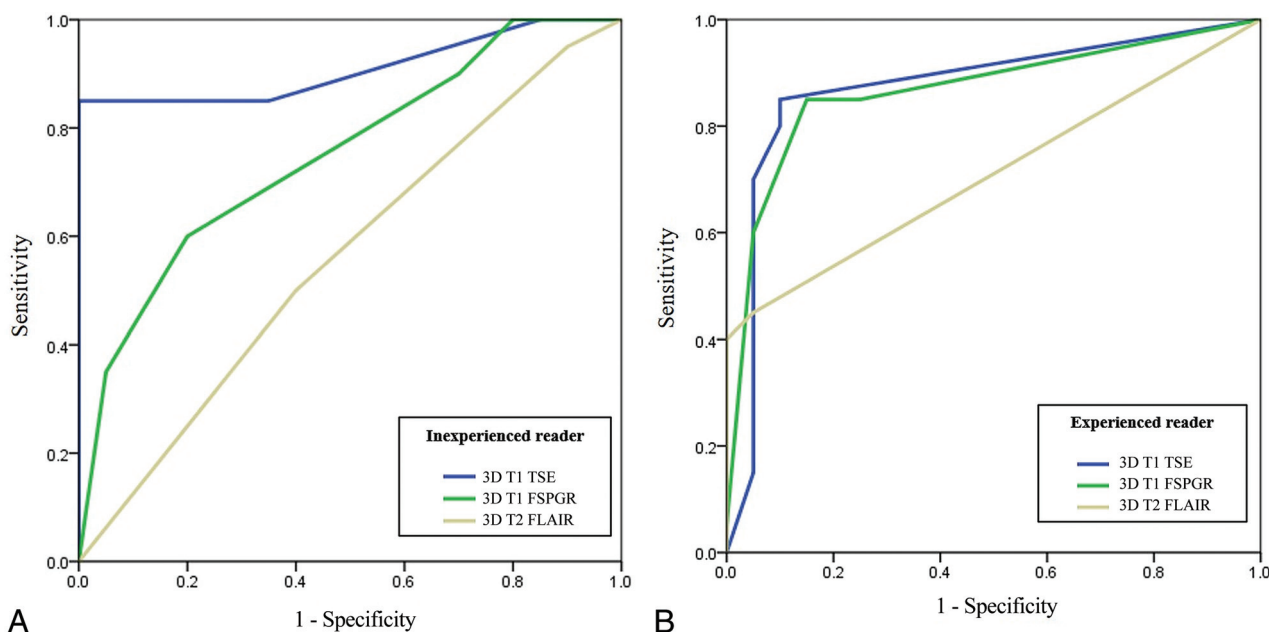 1.0
0.8
0.6
0.4
0.2
0.0
Sensitivity
Inexperienced reader
3D T1 TSE
3D T1 FSPGR
3D T2 FLAIR
0.0 0.2 0.4 0.6 0.8 1.0
1 - Specificity
A
1.0
0.8
0.6
0.4
0.2
0.0
Sensitivity
Experienced reader
3D T1 TSE
3D T1 FSPGR
3D T2 FLAIR
0.0 0.2 0.4 0.6 0.8 1.0
1 - Specificity
B